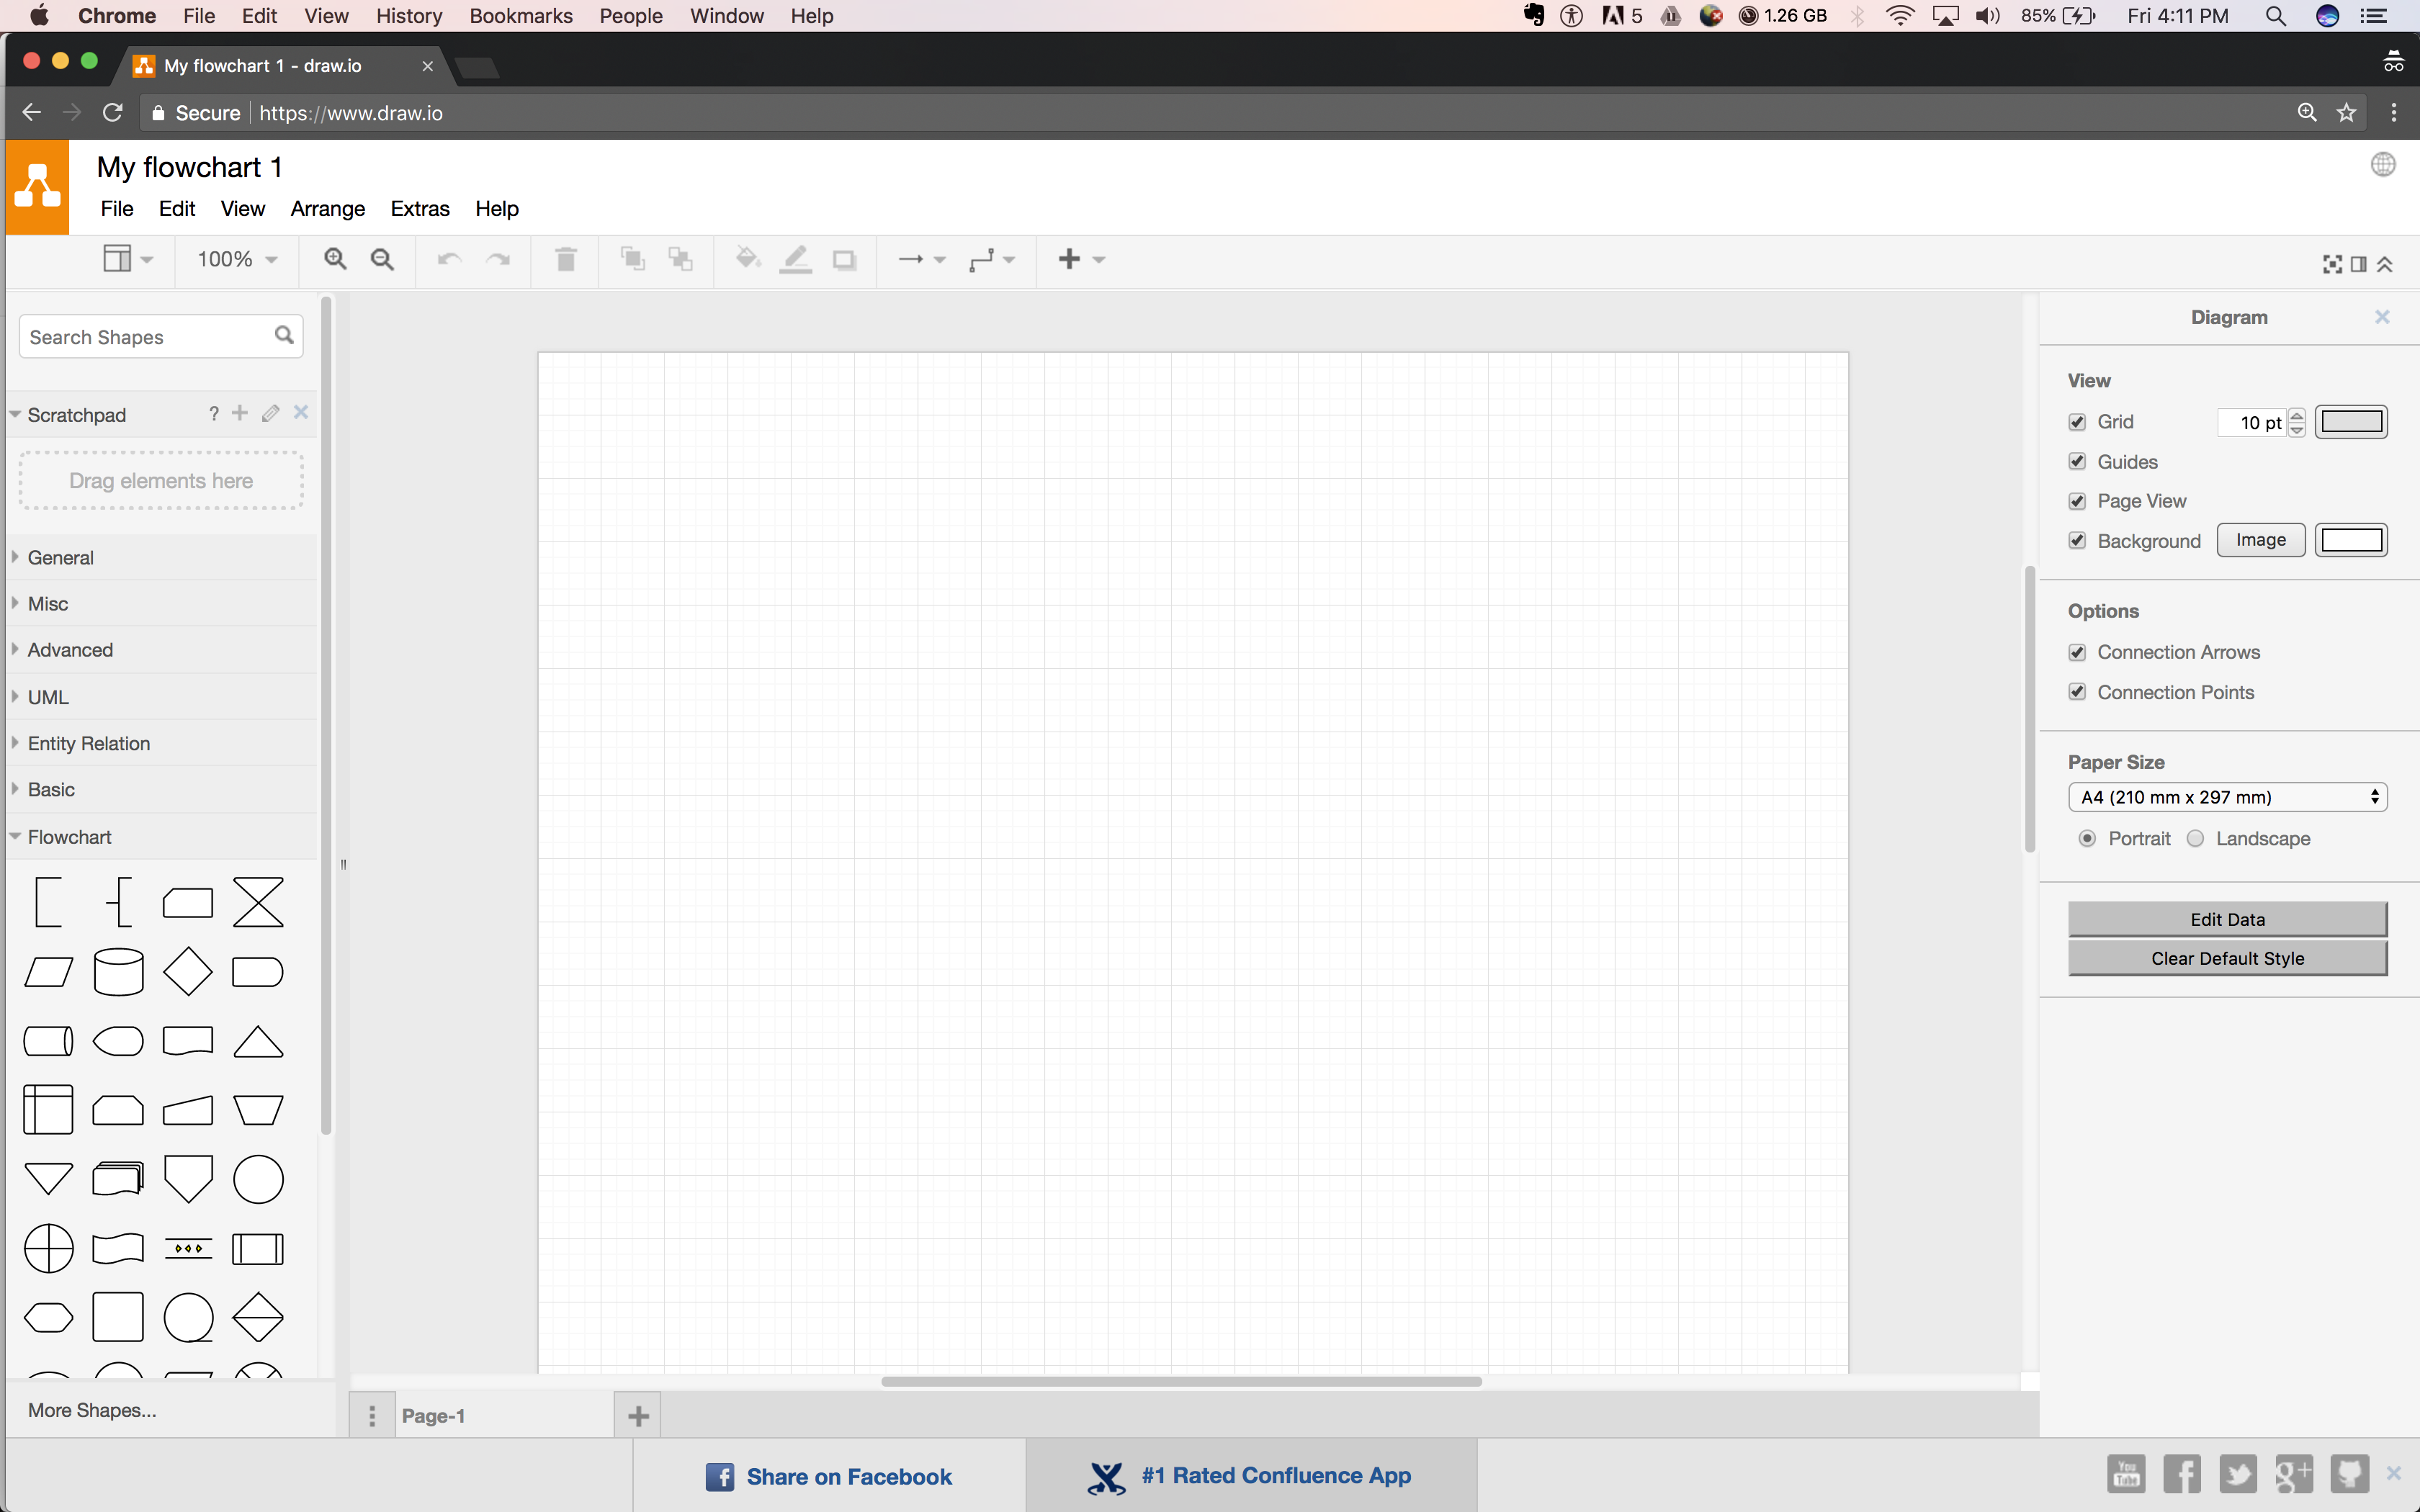 Chrome File Edit View History Bookmarks People Window Help 5 1.26 GB 85% Fri 4:11 PM
My flowchart 1 - draw.io
Secure https://www.draw.io
My flowchart 1
File Edit View Arrange Extras Help
100%
Search Shapes
Scratchpad ?
Drag elements here
General
Misc
Advanced
UML
Entity Relation
Basic
Flowchart
More Shapes...
Page-1
Diagram
View
Grid 10 pt
Guides
Page View
Background Image
Options
Connection Arrows
Connection Points
Paper Size
A4 (210 mm x 297 mm)
Portrait Landscape
Edit Data
Clear Default Style
Share on Facebook
#1 Rated Confluence App
You Tube
g+